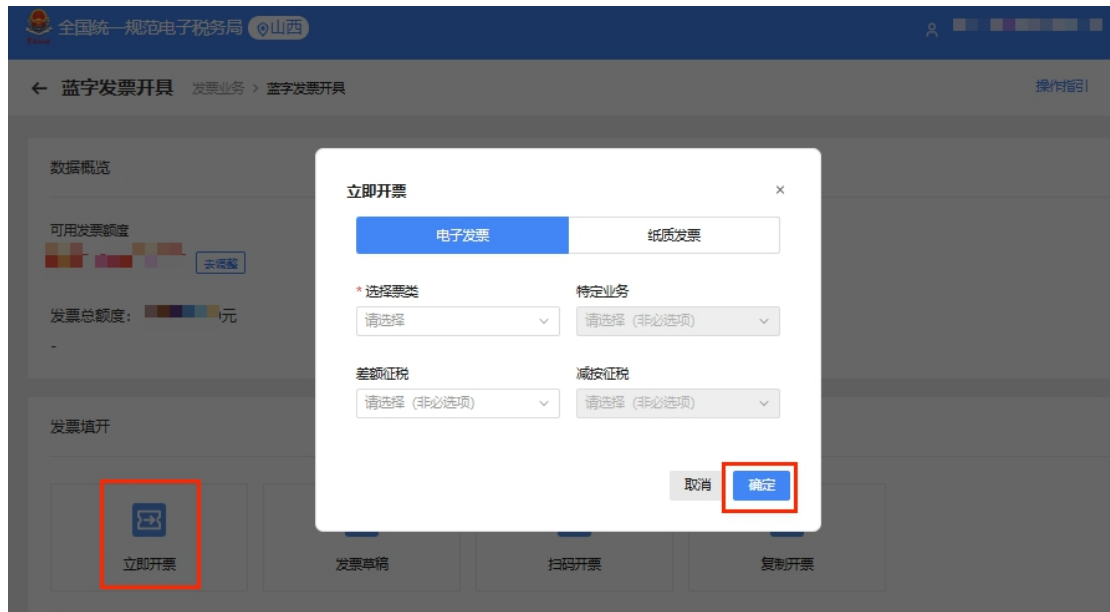 全国统一规范电子税务局 山西
蓝字发票开具 发票业务 > 蓝字发票开具 操作指引
数据概览
可用发票额度
去调整
发票总额度： 元
-
立即开票 ×
电子发票 纸质发票
* 选择票类 特定业务
请选择 请选择（非必选项）
差额征税 减按征税
请选择（非必选项） 请选择（非必选项）
取消 确定
发票填开
立即开票 发票草稿 扫码开票 复制开票